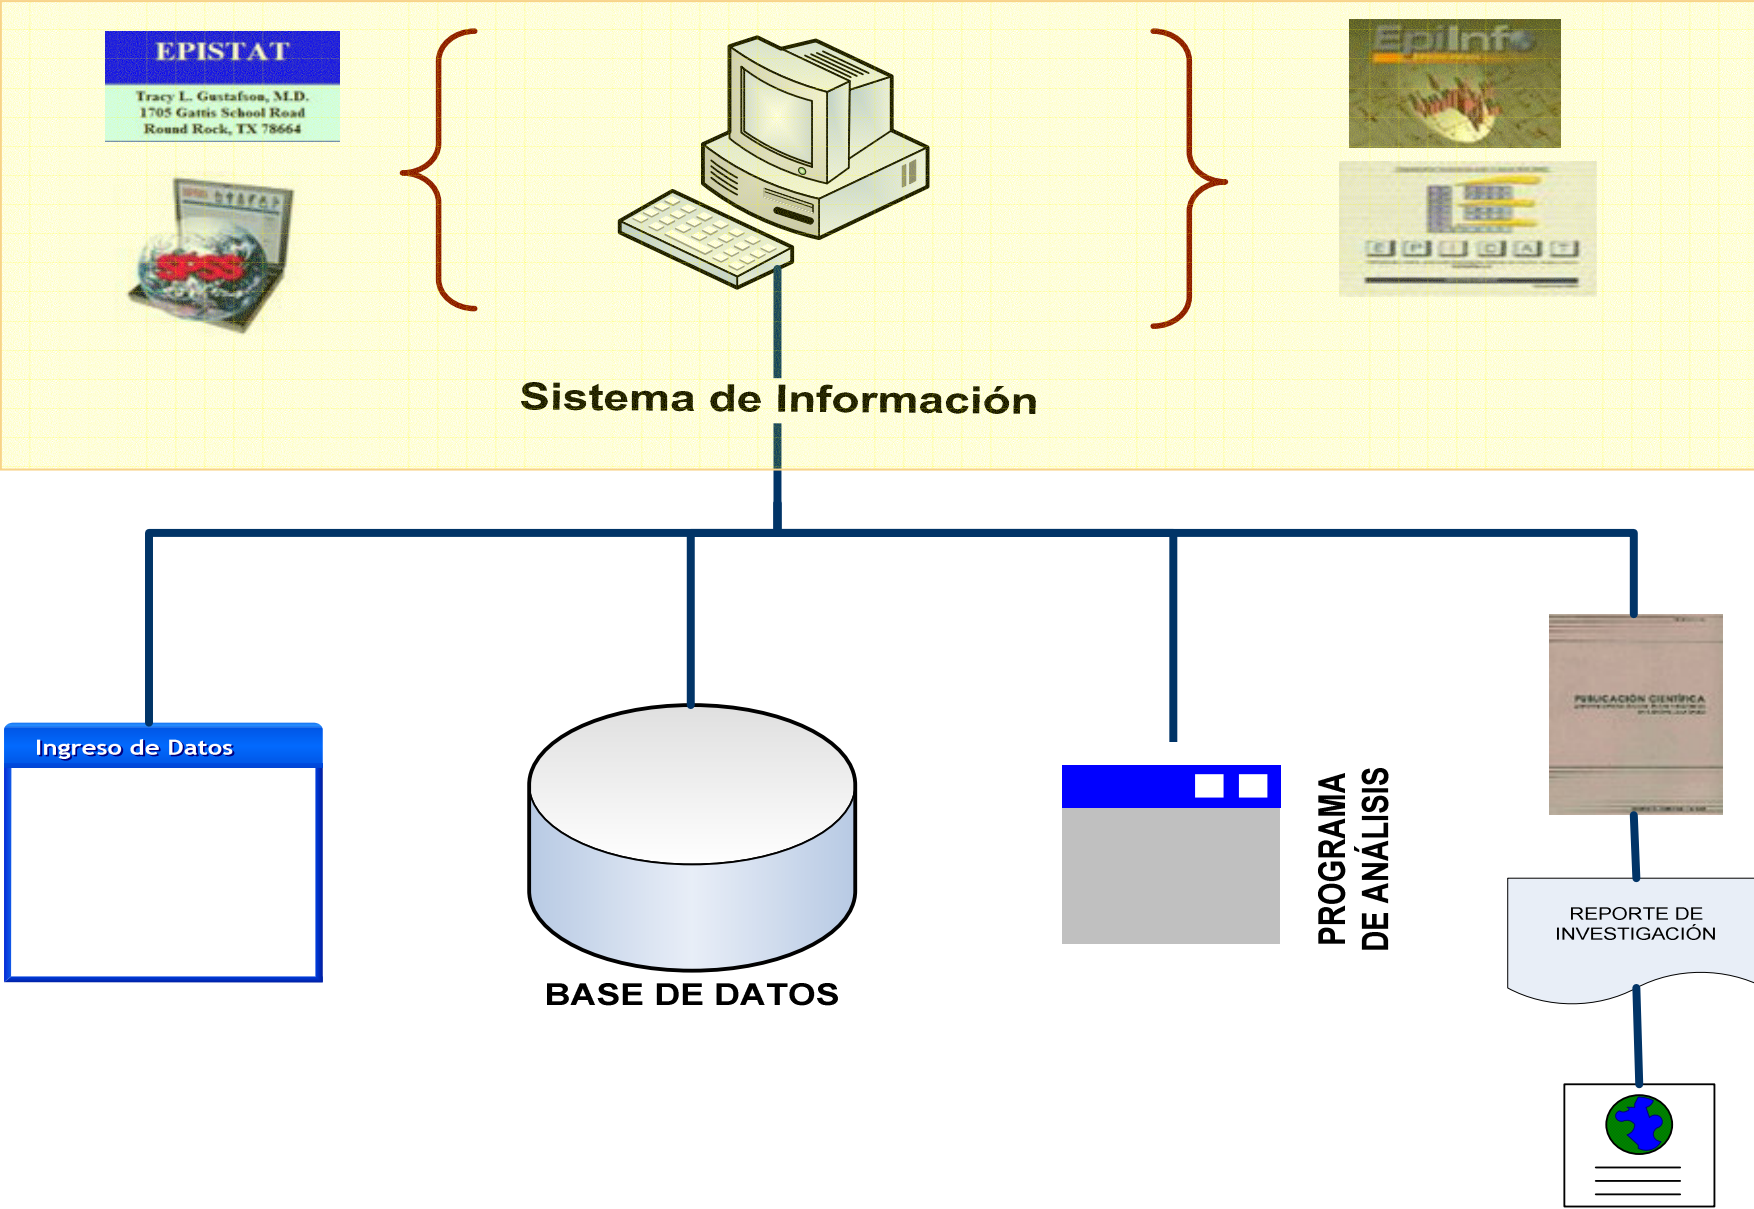 EPISTAT
Tracy L. Gustafson, M.D.
1705 Gattis School Road
Round Rock, TX 78664
SPSS
EpiInfo
EPIDAT
Sistema de Información
Ingreso de Datos
BASE DE DATOS
PROGRAMA
DE ANÁLISIS
PUBLICACIÓN CIENTÍFICA
REPORTE DE
INVESTIGACIÓN